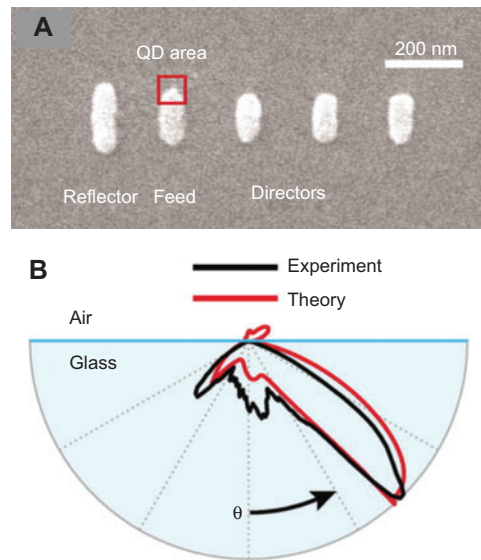 A
QD area
200 nm
Reflector Feed Directors
B
Experiment
Theory
Air
Glass
θ